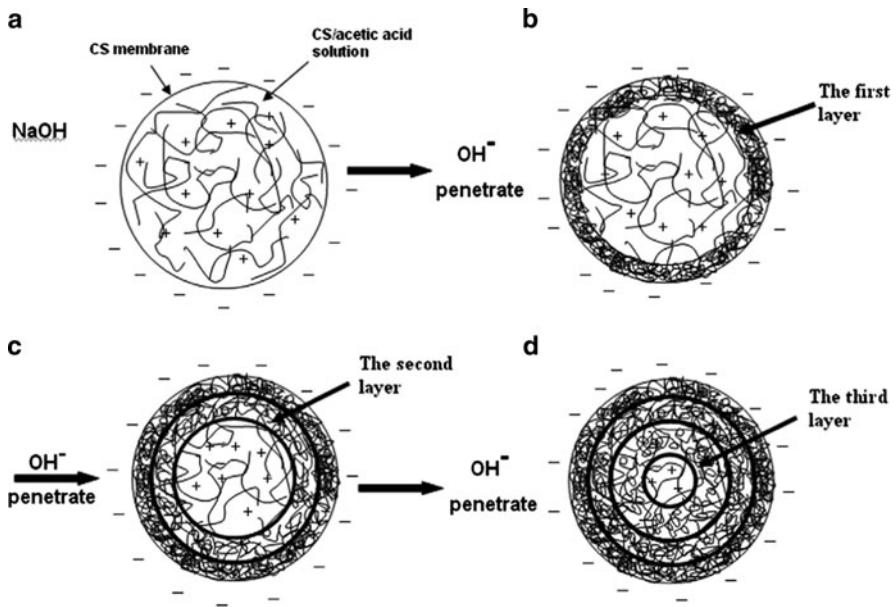 a
CS membrane
CS/acetic acid
solution
NaOH
OH⁻
penetrate
b
The first
layer
c
The second
layer
OH⁻
penetrate
OH⁻
penetrate
d
The third
layer